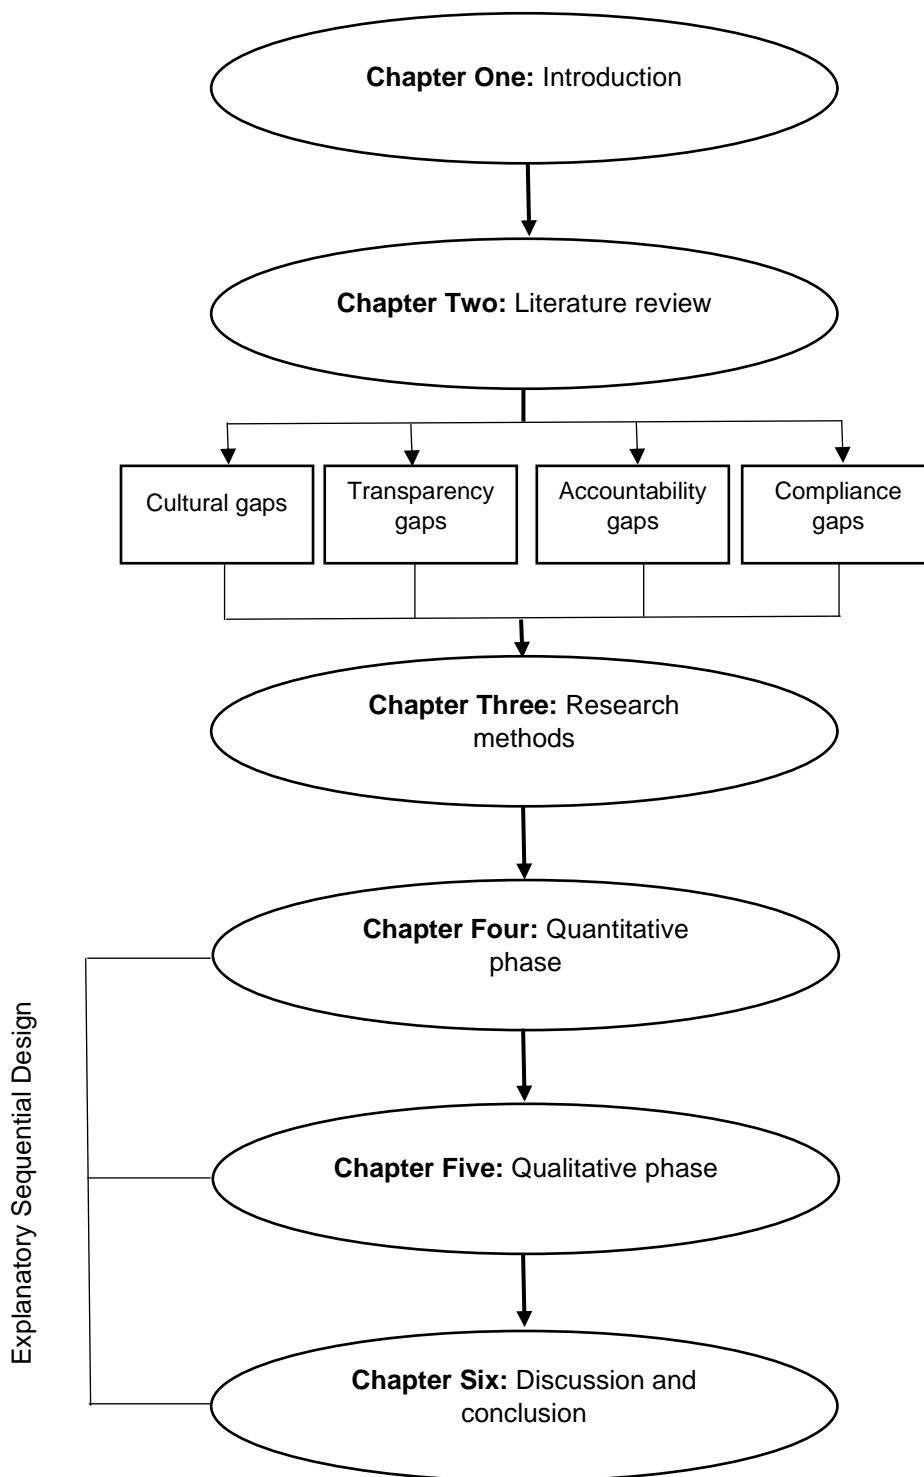 Chapter One: Introduction
Chapter Two: Literature review
Cultural gaps
Transparency
gaps
Accountability
gaps
Compliance
gaps
Chapter Three: Research
methods
Chapter Four: Quantitative
phase
Explanatory Sequential Design
Chapter Five: Qualitative phase
Chapter Six: Discussion and
conclusion